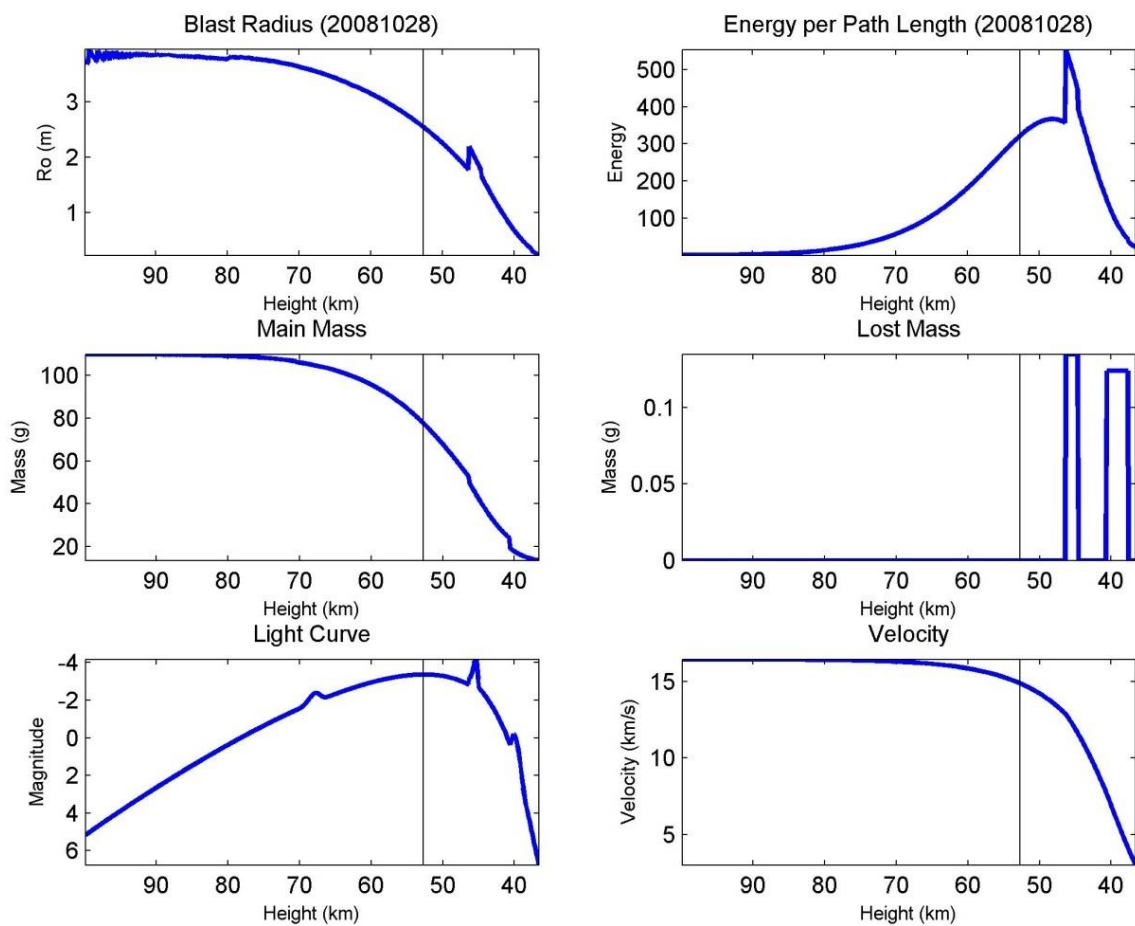 Blast Radius (20081028)
Ro (m)
3
2
1
90 80 70 60 50 40
Height (km)
Energy per Path Length (20081028)
Energy
500
400
300
200
100
90 80 70 60 50 40
Height (km)
Main Mass
Mass (g)
100
80
60
40
20
90 80 70 60 50 40
Height (km)
Lost Mass
Mass (g)
0.1
0.05
0
90 80 70 60 50 40
Height (km)
Light Curve
Magnitude
-4
-2
0
2
4
6
90 80 70 60 50 40
Height (km)
Velocity
Velocity (km/s)
15
10
5
90 80 70 60 50 40
Height (km)